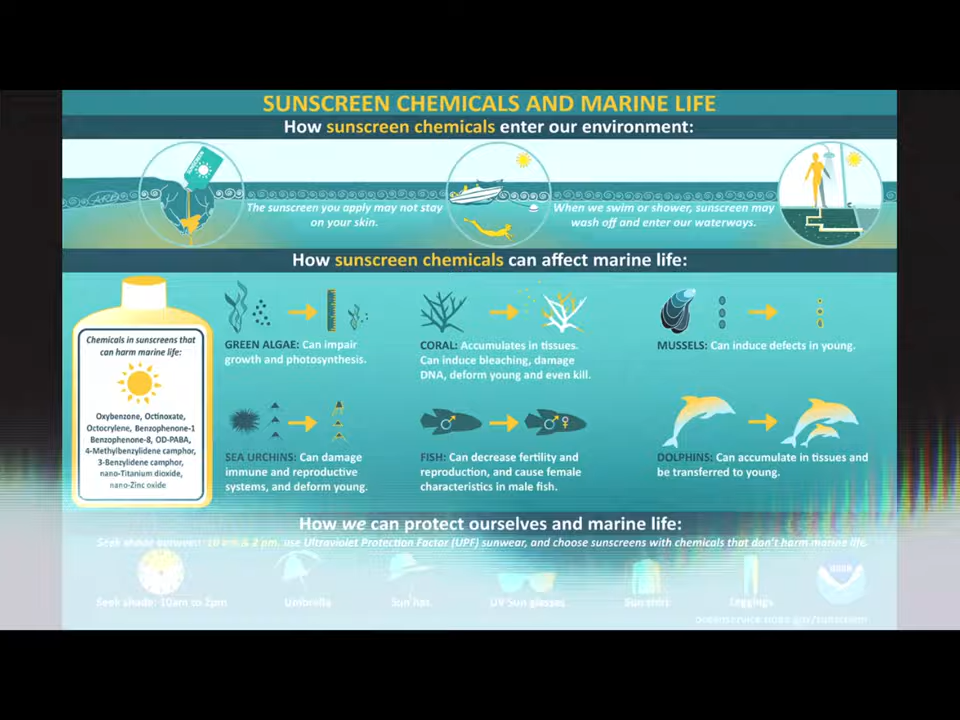 SUNSCREEN CHEMICALS AND MARINE LIFE
How sunscreen chemicals enter our environment:
The sunscreen you apply may not stay
on your skin.
When we swim or shower, sunscreen may
wash off and enter our waterways.
How sunscreen chemicals can affect marine life:
Chemicals in sunscreens that
can harm marine life:
Oxybenzone, Octinoxate,
Octocrylene, Benzophenone-1
Benzophenone-8, OD-PABA,
4-Methylbenzylidene camphor,
3-Benzylidene camphor,
nano-Titanium dioxide,
nano-Zinc oxide
GREEN ALGAE: Can impair
growth and photosynthesis.
CORAL: Accumulates in tissues.
Can induce bleaching, damage
DNA, deform young and even kill.
MUSSELS: Can induce defects in young.
SEA URCHINS: Can damage
immune and reproductive
systems, and deform young.
FISH: Can decrease fertility and
reproduction, and cause female
characteristics in male fish.
DOLPHINS: Can accumulate in tissues and
be transferred to young.
How we can protect ourselves and marine life:
Seek shade between 10 am & 2 pm, use Ultraviolet Protection Factor (UPF) sunwear, and choose sunscreens with chemicals that don't harm marine life.
Seek shade: 10am to 2pm
Umbrella
Sun hat
UV Sun glasses
Sun shirt
Leggings
NOAA
oceanservice.noaa.gov/sunscreen